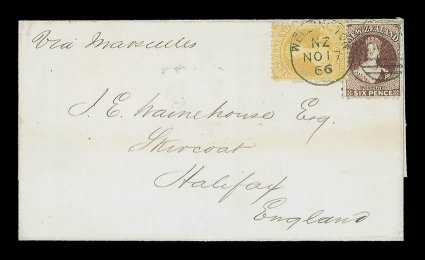 Via Marseilles
WELLINGTON
NZ
NO 17
66
NEW ZEALAND
SIX PENCE
J. E. Wainhouse Esq.
Skircoat
Halifax
England